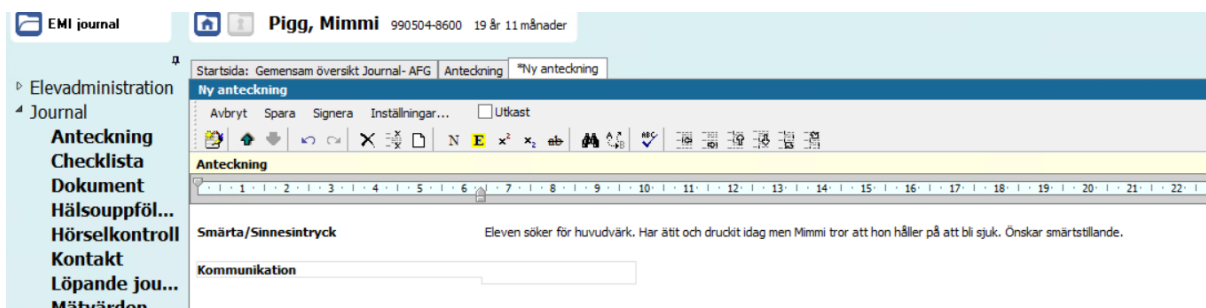 EMI journal
Pigg, Mimmi 990504-8600 19 år 11 månader
Startsida: Gemensam översikt Journal- AFG Anteckning *Ny anteckning
Elevadministration
Ny anteckning
Journal
Avbryt Spara Signera Inställningar... Utkast
Anteckning
N E x² x₂ ab ABC
Checklista
Anteckning
Dokument
1 2 3 4 5 6 7 8 9 10 11 12 13 14 15 16 17 18 19 20 21 22
Hälsouppföl...
Hörselkontroll
Smärta/Sinnesintryck Eleven söker för huvudvärk. Har ätit och druckit idag men Mimmi tror att hon håller på att bli sjuk. Önskar smärtstillande.
Kontakt
Kommunikation
Löpande jou...
Mätvärden